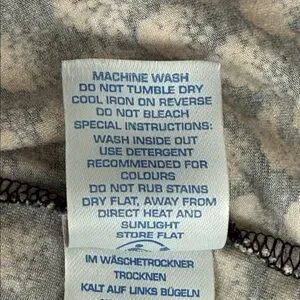 MACHINE WASH
DO NOT TUMBLE DRY
COOL IRON ON REVERSE
DO NOT BLEACH
SPECIAL INSTRUCTIONS:
WASH INSIDE OUT
USE DETERGENT
RECOMMENDED FOR
COLOURS
DO NOT RUB STAINS
DRY FLAT, AWAY FROM
DIRECT HEAT AND
SUNLIGHT
STORE FLAT
IM WÄSCHETROCKNER
TROCKNEN
KALT AUF LINKS BÜGELN